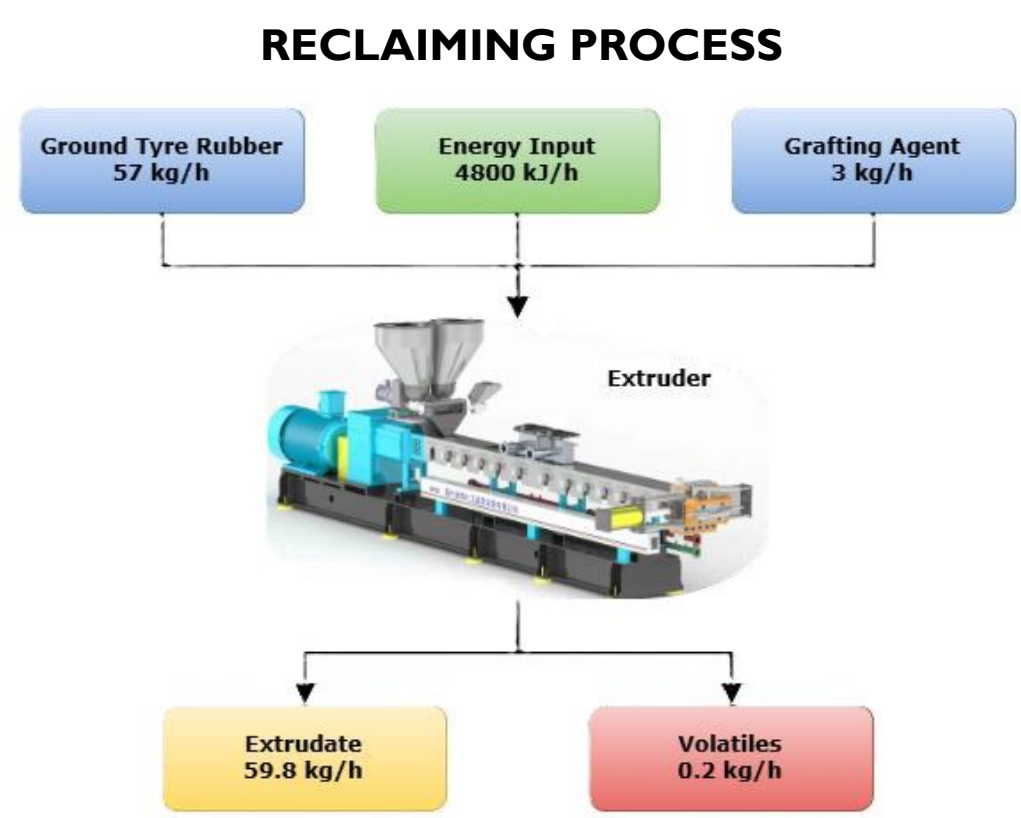 RECLAIMING PROCESS
Ground Tyre Rubber
57 kg/h
Energy Input
4800 kJ/h
Grafting Agent
3 kg/h
Extruder
Extrudate
59.8 kg/h
Volatiles
0.2 kg/h